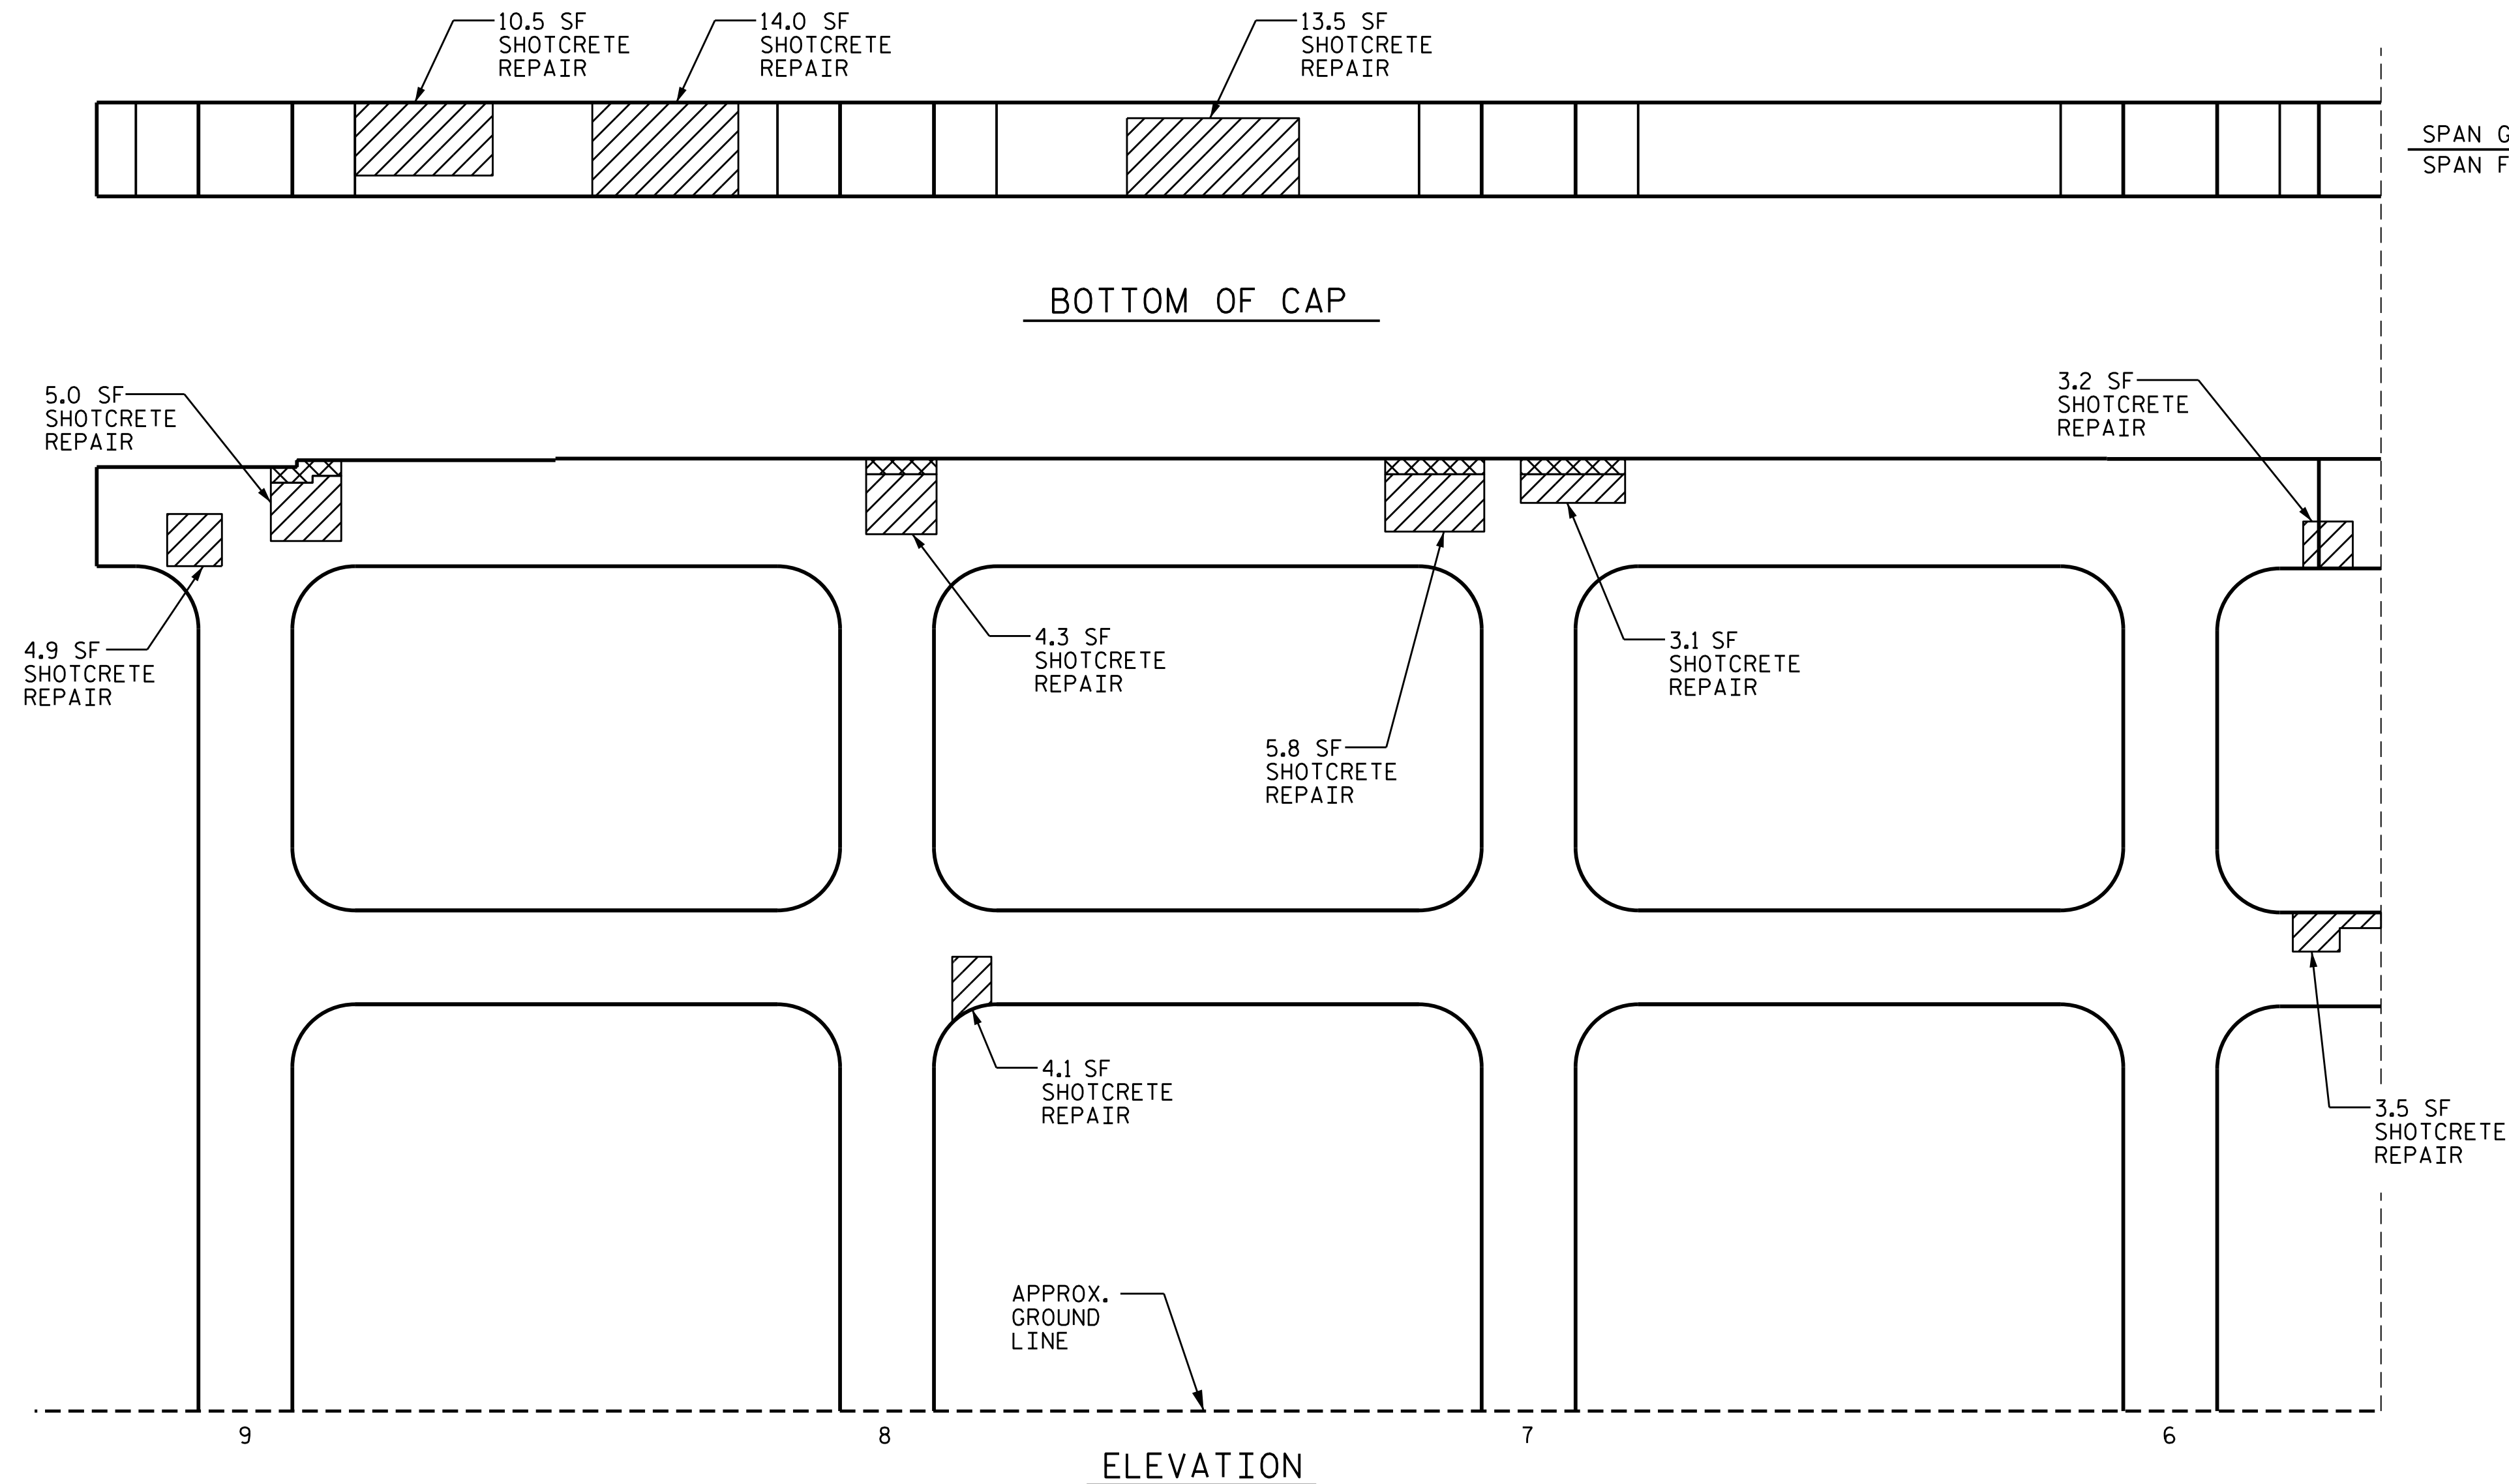 10.5 SF
SHOTCRETE
REPAIR
14.0 SF
SHOTCRETE
REPAIR
13.5 SF
SHOTCRETE
REPAIR
SPAN G
SPAN F
BOTTOM OF CAP
5.0 SF
SHOTCRETE
REPAIR
3.2 SF
SHOTCRETE
REPAIR
4.9 SF
SHOTCRETE
REPAIR
4.3 SF
SHOTCRETE
REPAIR
3.1 SF
SHOTCRETE
REPAIR
5.8 SF
SHOTCRETE
REPAIR
4.1 SF
SHOTCRETE
REPAIR
3.5 SF
SHOTCRETE
REPAIR
APPROX.
GROUND
LINE
9 8 7 6
ELEVATION